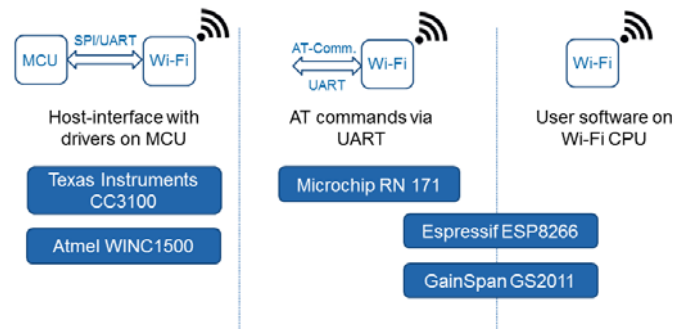 MCU
SPI/UART
Wi-Fi
Host-interface with
drivers on MCU
Texas Instruments
CC3100
Atmel WINC1500
AT-Comm.
UART
Wi-Fi
AT commands via
UART
Microchip RN 171
Wi-Fi
User software on
Wi-Fi CPU
Espressif ESP8266
GainSpan GS2011